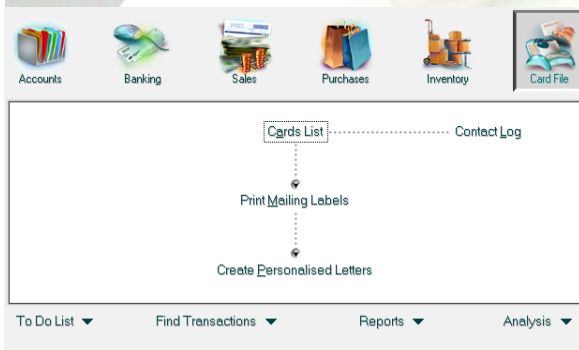 Accounts Banking Sales Purchases Inventory Card File
Cards List Contact Log
Print Mailing Labels
Create Personalised Letters
To Do List Find Transactions Reports Analysis